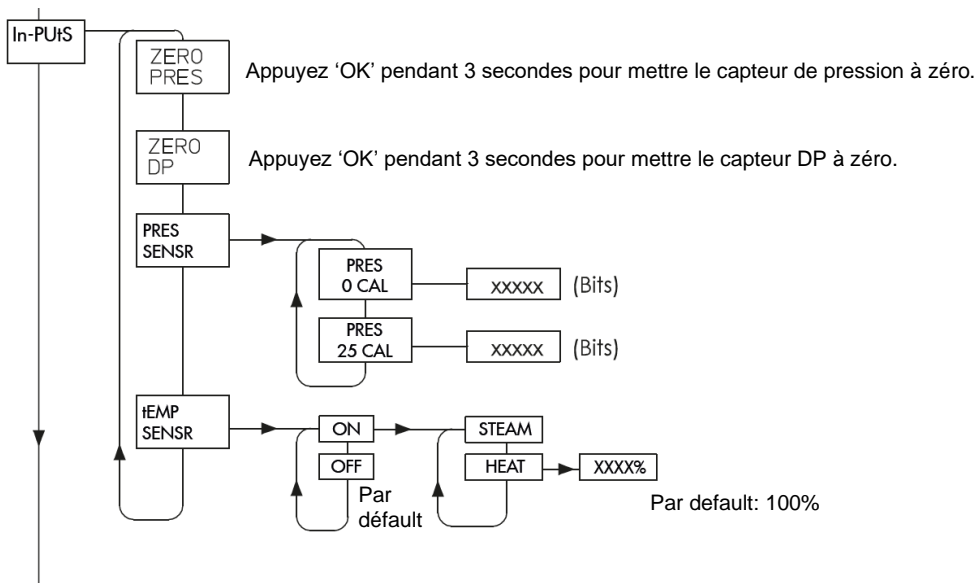 In-PUtS
ZERO
PRES
Appuyez ‘OK’ pendant 3 secondes pour mettre le capteur de pression à zéro.
ZERO
DP
Appuyez ‘OK’ pendant 3 secondes pour mettre le capteur DP à zéro.
PRES
SENSR
PRES
0 CAL
xxxxx (Bits)
PRES
25 CAL
xxxxx (Bits)
tEMP
SENSR
ON
STEAM
OFF
HEAT
XXXX%
Par
défault
Par default: 100%